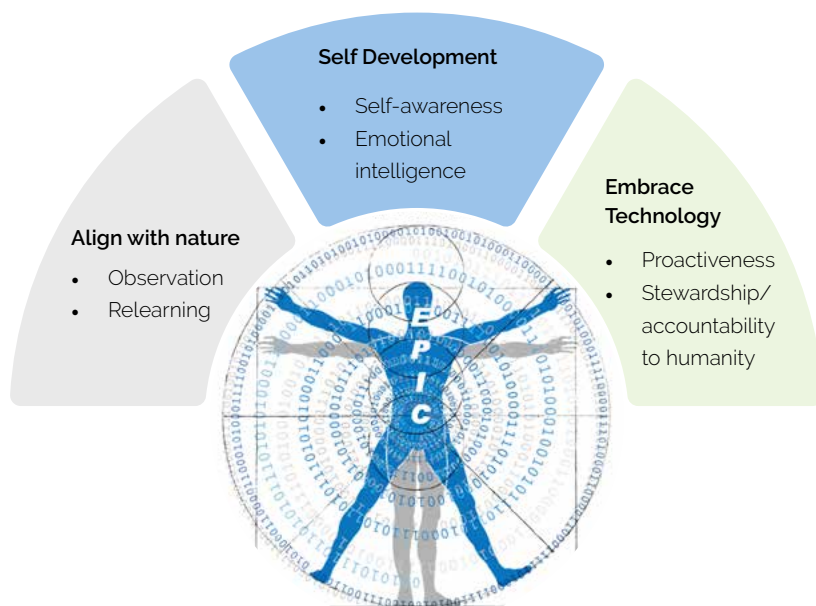 Self Development
• Self-awareness
• Emotional
intelligence
Align with nature
• Observation
• Relearning
Embrace
Technology
• Proactiveness
• Stewardship/
accountability
to humanity
E
P
I
C